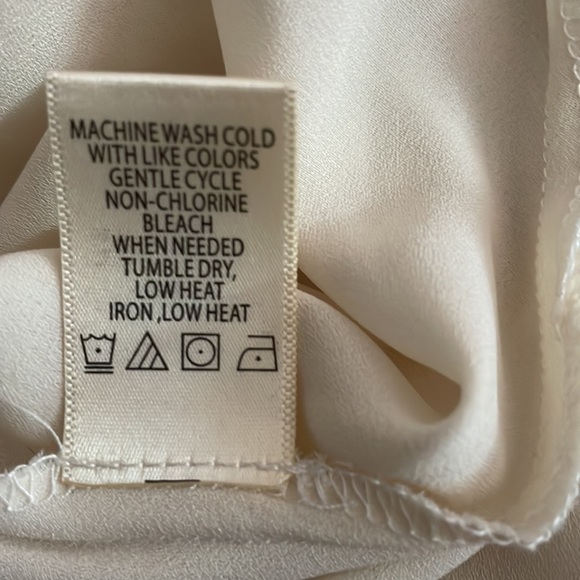 MACHINE WASH COLD
WITH LIKE COLORS
GENTLE CYCLE
NON-CHLORINE
BLEACH
WHEN NEEDED
TUMBLE DRY,
LOW HEAT
IRON ,LOW HEAT